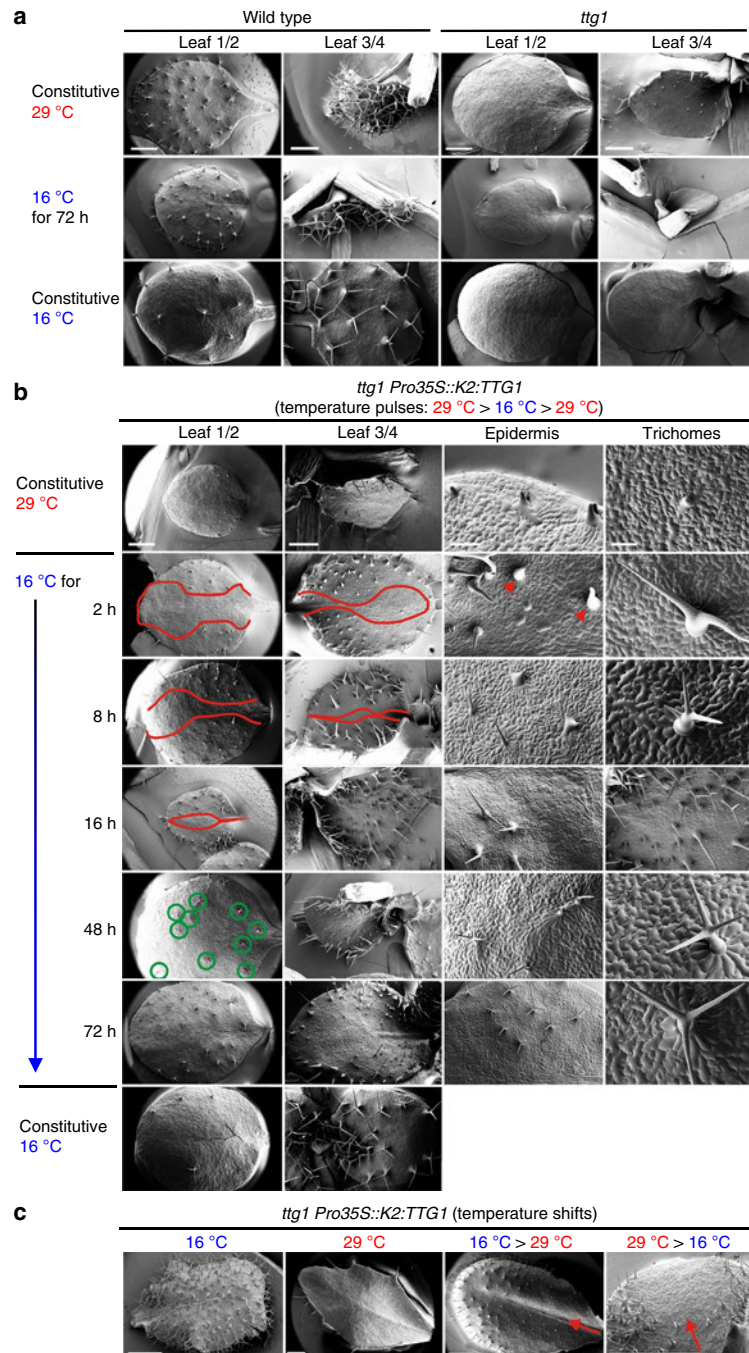 a
Wild type
ttg1
Leaf 1/2
Leaf 3/4
Leaf 1/2
Leaf 3/4
Constitutive
29 °C
16 °C
for 72 h
Constitutive
16 °C
b
ttg1 Pro35S::K2:TTG1
(temperature pulses: 29 °C > 16 °C > 29 °C)
Leaf 1/2
Leaf 3/4
Epidermis
Trichomes
Constitutive
29 °C
16 °C for
2 h
8 h
16 h
48 h
72 h
Constitutive
16 °C
c
ttg1 Pro35S::K2:TTG1 (temperature shifts)
16 °C
29 °C
16 °C > 29 °C
29 °C > 16 °C